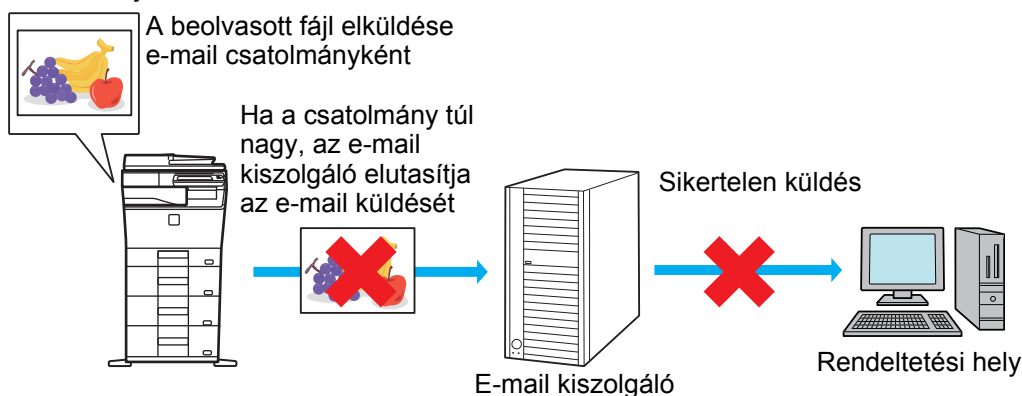 A beolvasott fájl elküldése
e-mail csatolmányként
Ha a csatolmány túl
nagy, az e-mail
kiszolgáló elutasítja
az e-mail küldését
Sikertelen küldés
E-mail kiszolgáló
Rendeltetési hely